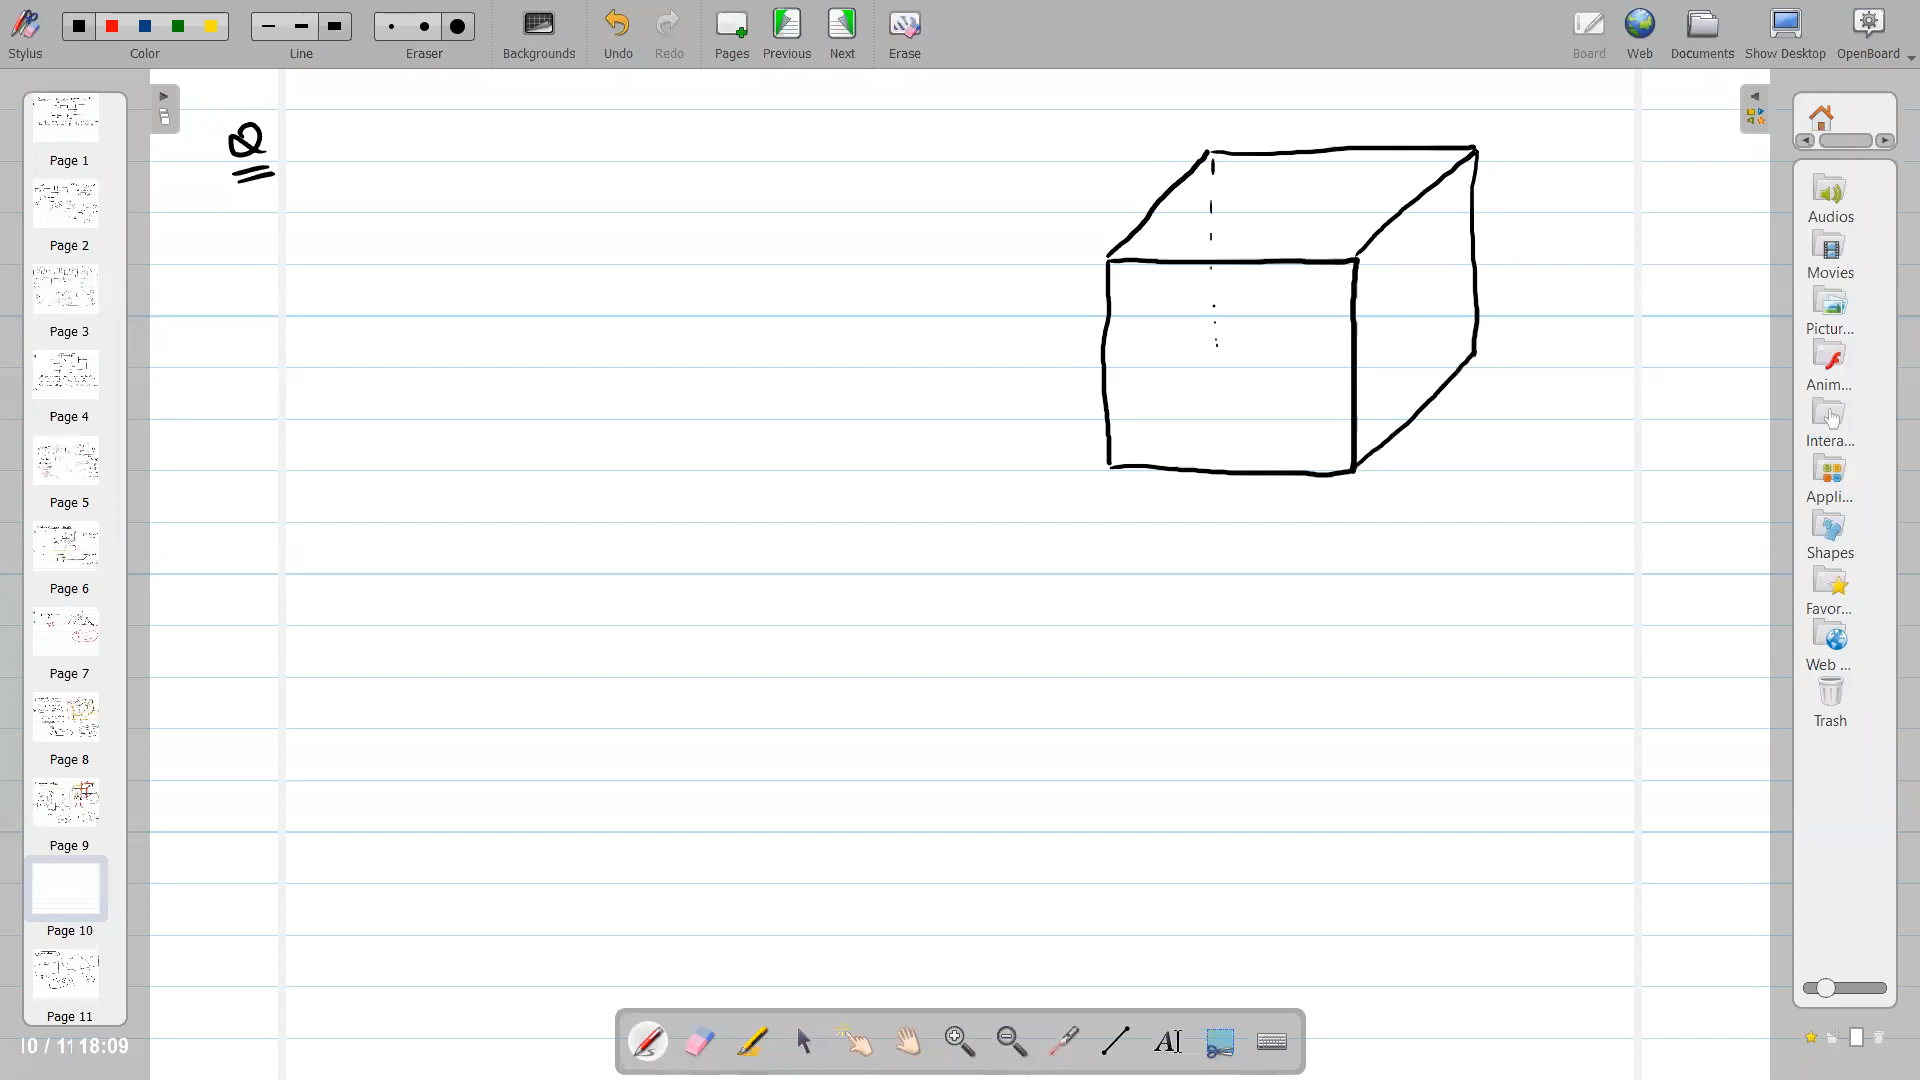 Stylus
Color
Line
Eraser
Backgrounds
Undo
Redo
Pages
Previous
Next
Erase
Board
Web
Documents
Show Desktop
OpenBoard
Q
Page 1
Page 2
Page 3
Page 4
Page 5
Page 6
Page 7
Page 8
Page 9
Page 10
Page 11
Audios
Movies
Pictur...
Anim...
Intera...
Appli...
Shapes
Favor...
Web ...
Trash
18:09